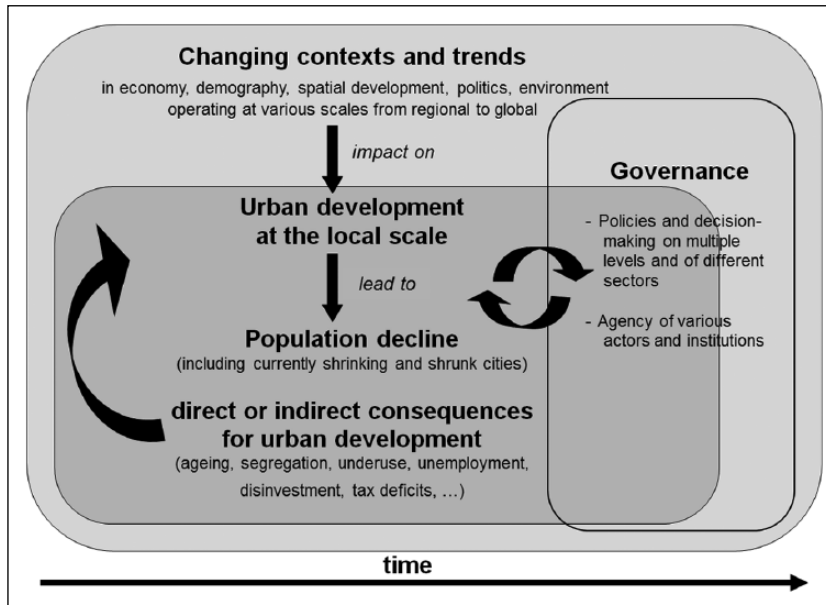 Changing contexts and trends
in economy, demography, spatial development, politics, environment
operating at various scales from regional to global
impact on
Urban development
at the local scale
lead to
Population decline
(including currently shrinking and shrunk cities)
direct or indirect consequences
for urban development
(ageing, segregation, underuse, unemployment,
disinvestment, tax deficits, ...)
Governance
- Policies and decision-
making on multiple
levels and of different
sectors
- Agency of various
actors and institutions
time